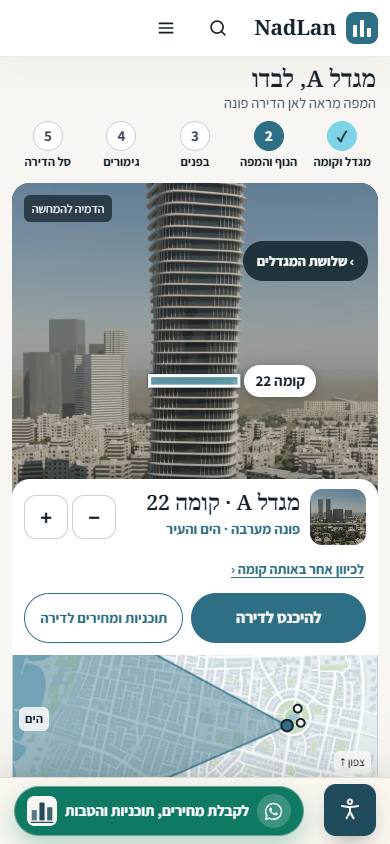 NadLan
מגדל A, לבדו
המפה מראה לאן הדירה פונה
✓ 2 3 4 5
מגדל וקומה הנוף והמפה בפנים גימורים סל הדירה
הדמיה להמחשה
‹ שלושת המגדלים
קומה 22
מגדל A · קומה 22
פונה מערבה · הים והעיר
− +
לכיוון אחר באותה קומה ‹
להיכנס לדירה
תוכניות ומחירים לדירה
הים
צפון ↑
לקבלת מחירים, תוכניות והטבות